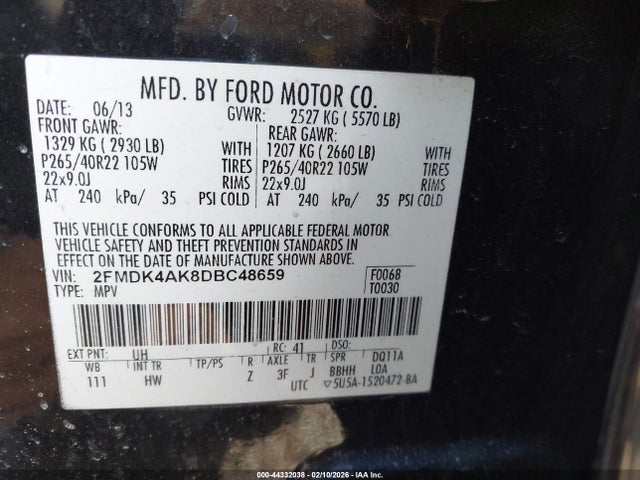 MFD. BY FORD MOTOR CO.
DATE: 06/13 GVWR: 2527 KG ( 5570 LB)
FRONT GAWR: REAR GAWR:
1329 KG ( 2930 LB) WITH 1207 KG ( 2660 LB) WITH
P265/40R22 105W TIRES P265/40R22 105W TIRES
22x9.0J RIMS 22x9.0J RIMS
AT 240 kPa/ 35 PSI COLD AT 240 kPa/ 35 PSI COLD
THIS VEHICLE CONFORMS TO ALL APPLICABLE FEDERAL MOTOR
VEHICLE SAFETY AND THEFT PREVENTION STANDARDS IN
EFFECT ON THE DATE OF MANUFACTURE SHOWN ABOVE.
VIN: 2FMDK4AK8DBC48659 F0068
TYPE: MPV T0030
EXT PNT: UH RC: 41 DSO:
WB INT TR TP/PS R AXLE TR SPR DQ11A
111 HW Z 3F J BBHH LOA
UTC ▽5U5A-1520472-BA
000-44332038 - 02/10/2026 - IAA Inc.